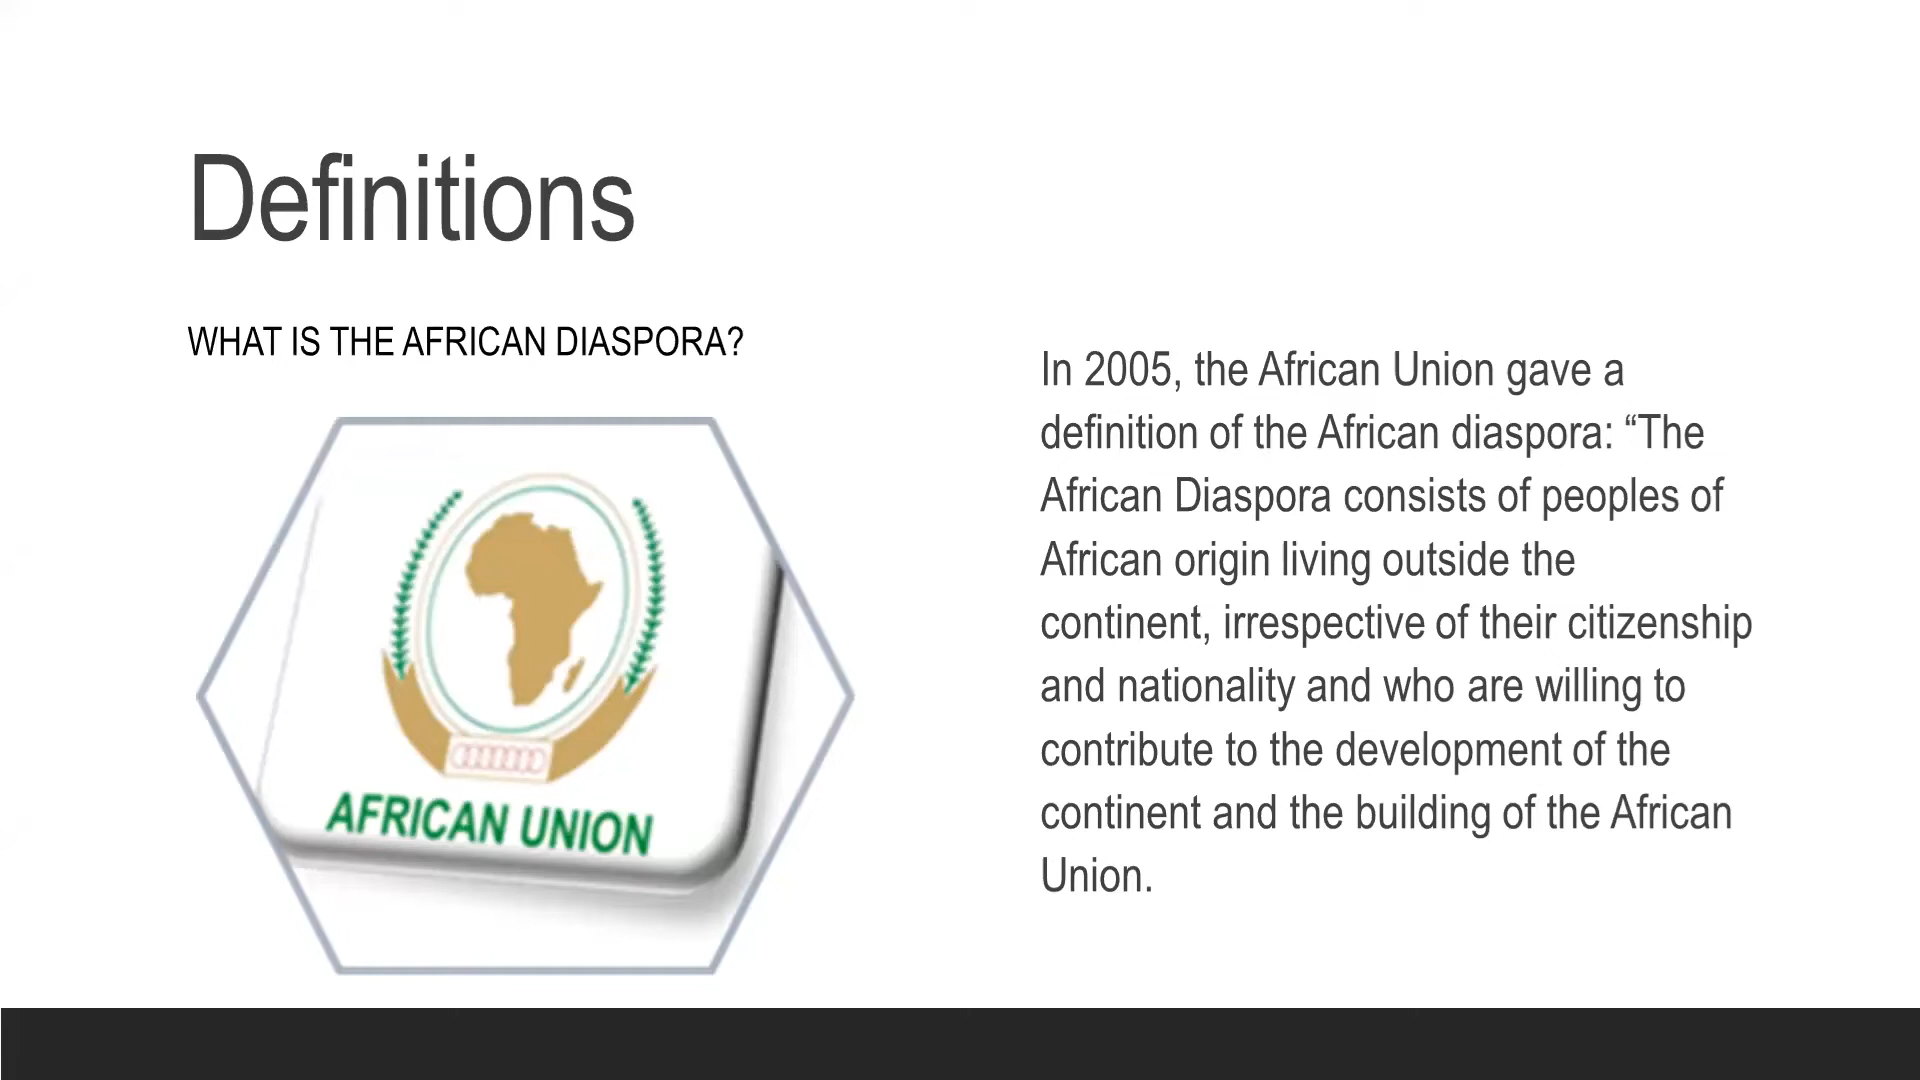 Definitions
WHAT IS THE AFRICAN DIASPORA?
AFRICAN UNION
In 2005, the African Union gave a
definition of the African diaspora: “The
African Diaspora consists of peoples of
African origin living outside the
continent, irrespective of their citizenship
and nationality and who are willing to
contribute to the development of the
continent and the building of the African
Union.